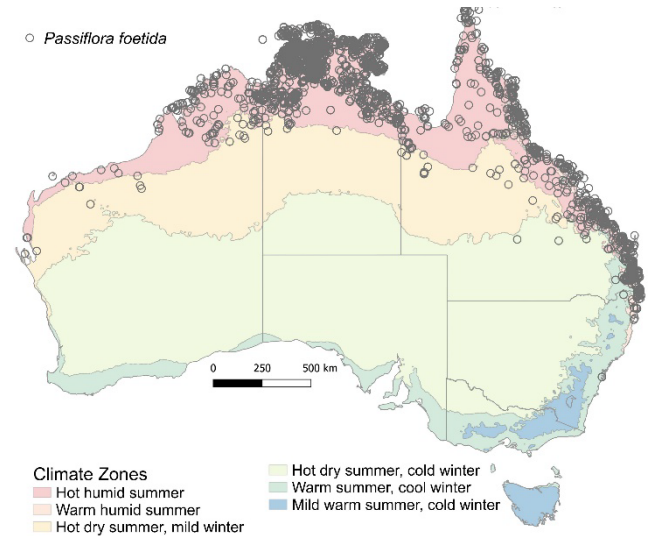 Passiflora foetida
0 250 500 km
Climate Zones
Hot humid summer
Warm humid summer
Hot dry summer, mild winter
Hot dry summer, cold winter
Warm summer, cool winter
Mild warm summer, cold winter